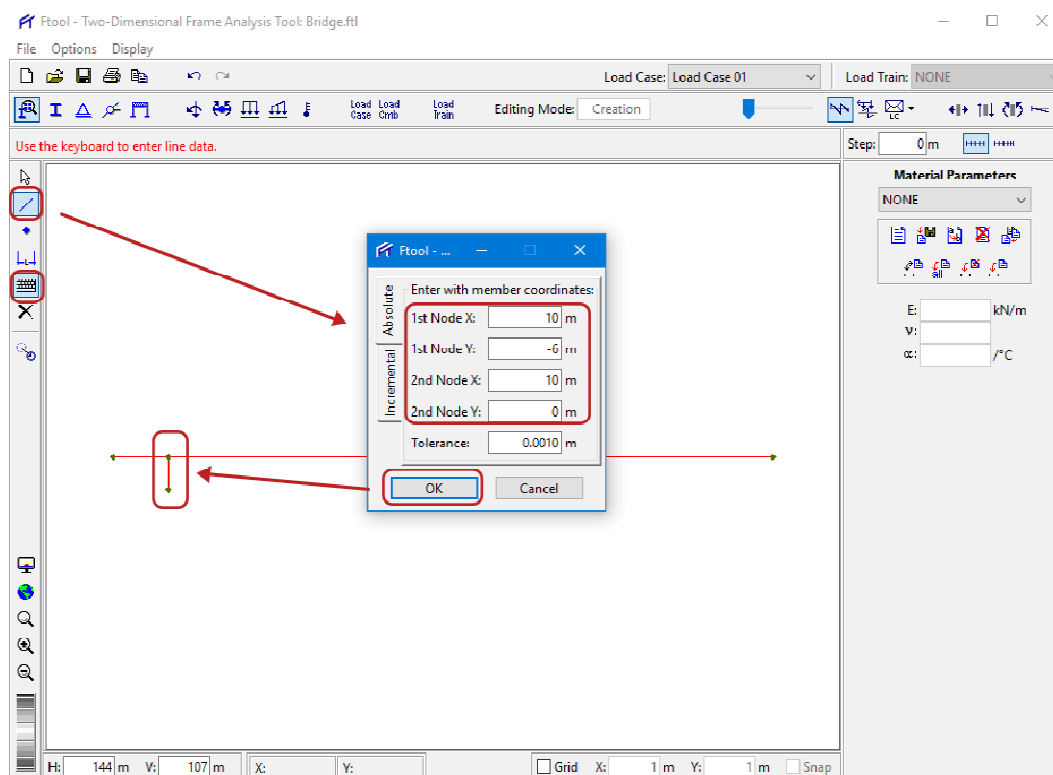 Ftool - Two-Dimensional Frame Analysis Tool: Bridge.ftl
File Options Display
Load Case: Load Case 01 Load Train: NONE
Load Case Load Cmb Load Train Editing Mode: Creation LC
Use the keyboard to enter line data. Step: 0 m
Material Parameters
NONE
Ftool - ...
Absolute
Incremental
Enter with member coordinates:
1st Node X: 10 m
1st Node Y: -6 m
2nd Node X: 10 m
2nd Node Y: 0 m
Tolerance: 0.0010 m
OK Cancel
all
E: kN/m
ν:
α: /°C
H: 144 m V: 107 m X: Y: Grid X: 1 m Y: 1 m Snap